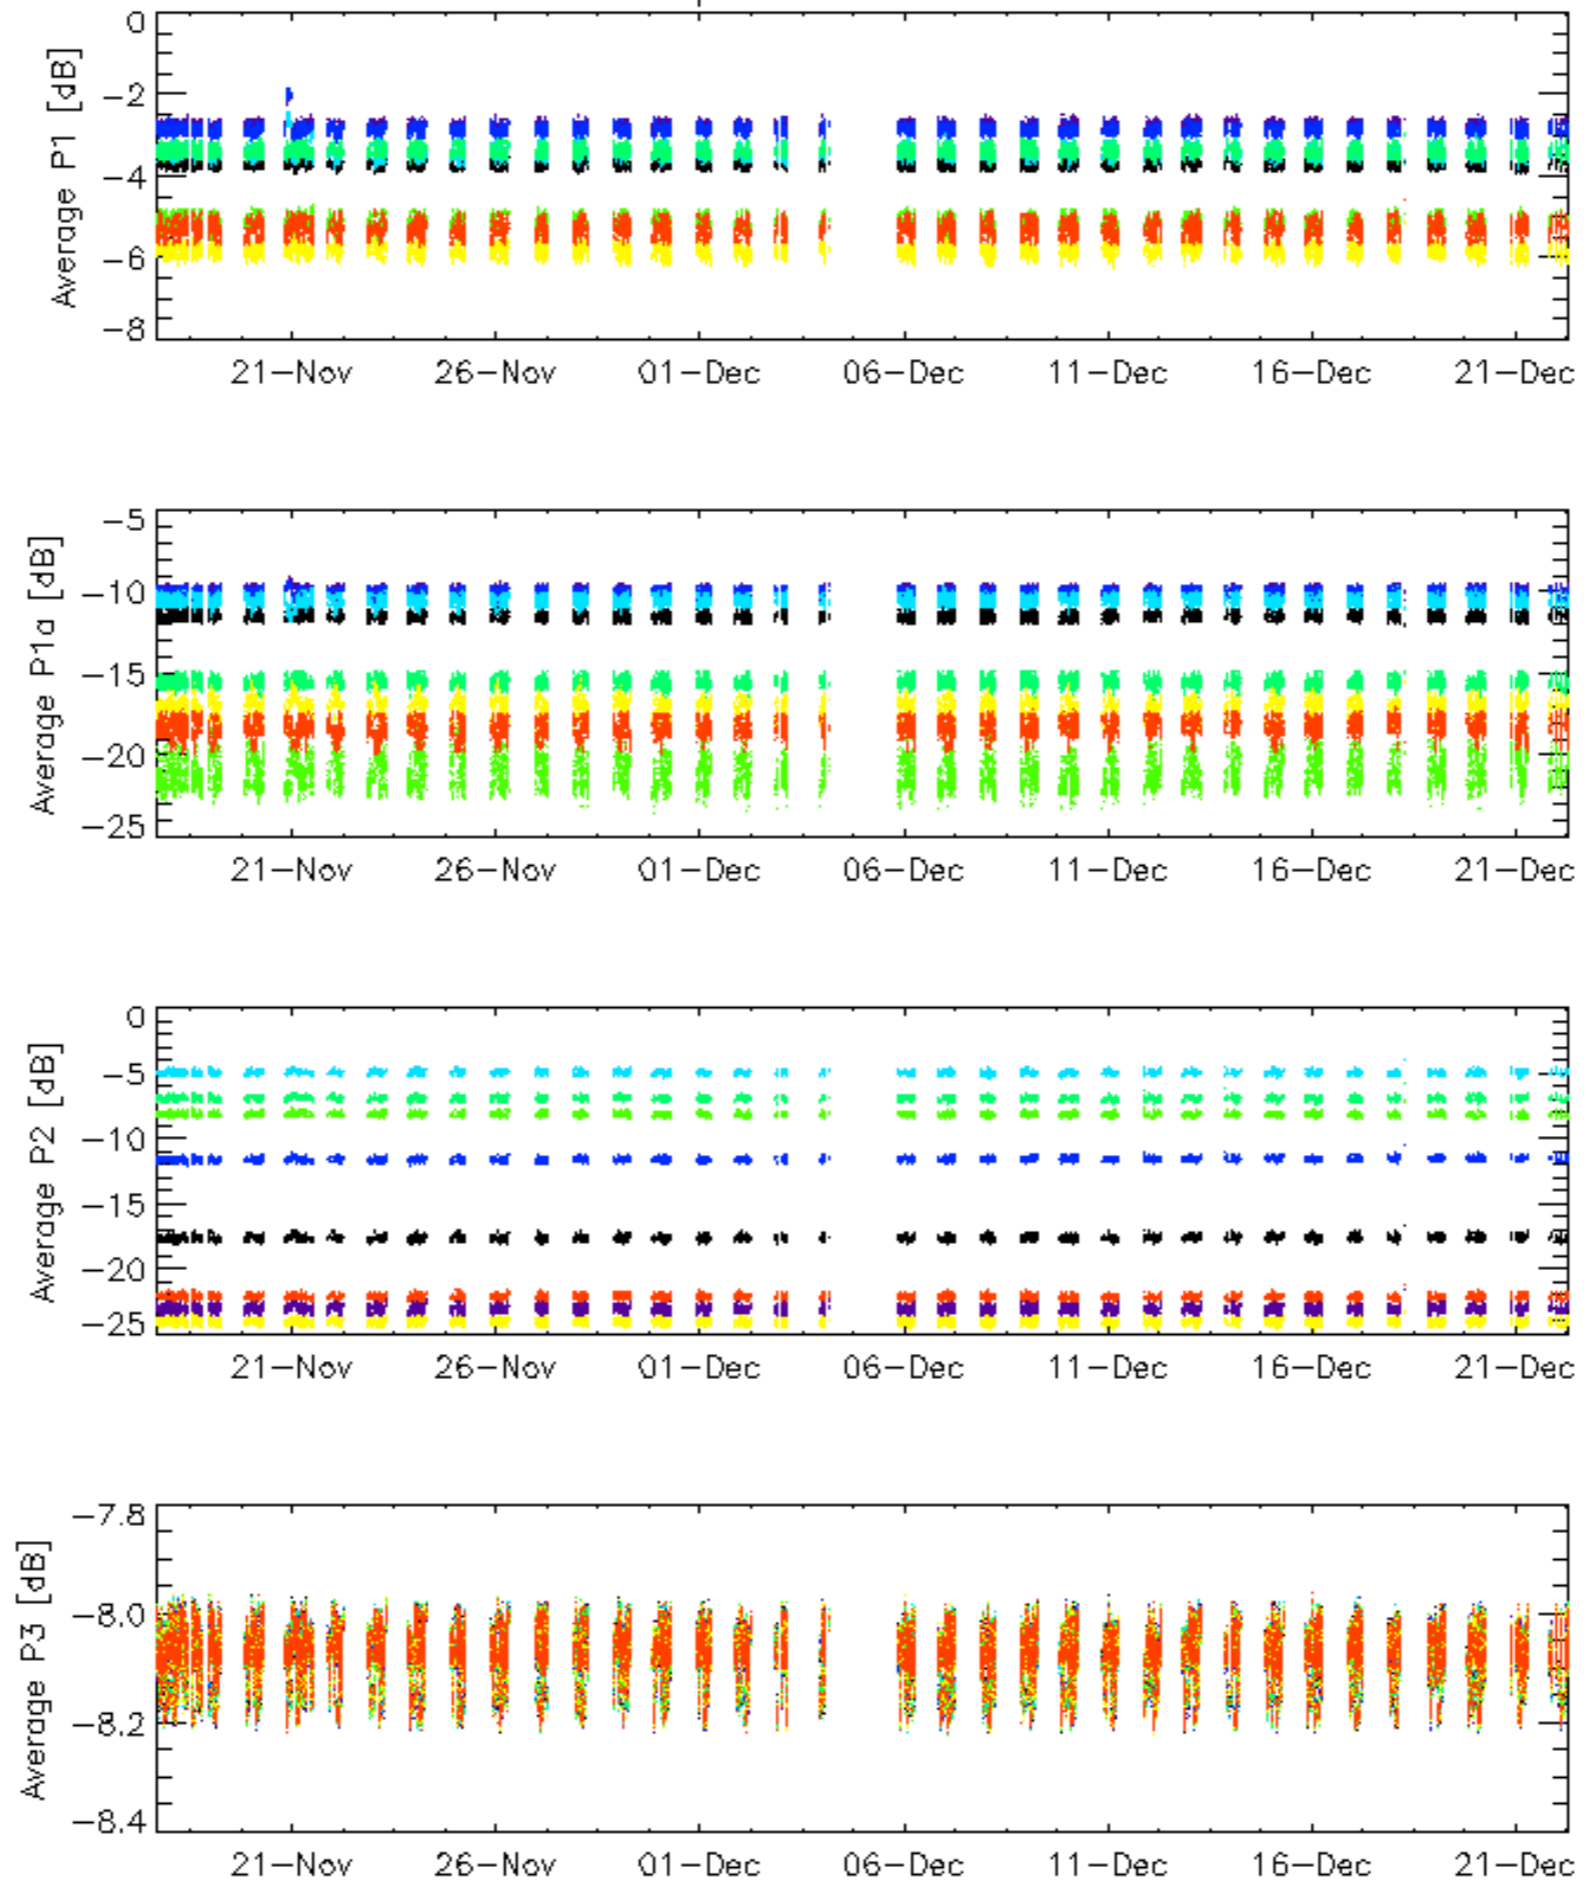 0
−2
−4
−6
−8
Average P1 [dB]
21−Nov 26−Nov 01−Dec 06−Dec 11−Dec 16−Dec 21−Dec
−5
−10
−15
−20
−25
Average P1a [dB]
21−Nov 26−Nov 01−Dec 06−Dec 11−Dec 16−Dec 21−Dec
0
−5
−10
−15
−20
−25
Average P2 [dB]
21−Nov 26−Nov 01−Dec 06−Dec 11−Dec 16−Dec 21−Dec
−7.8
−8.0
−8.2
−8.4
Average P3 [dB]
21−Nov 26−Nov 01−Dec 06−Dec 11−Dec 16−Dec 21−Dec